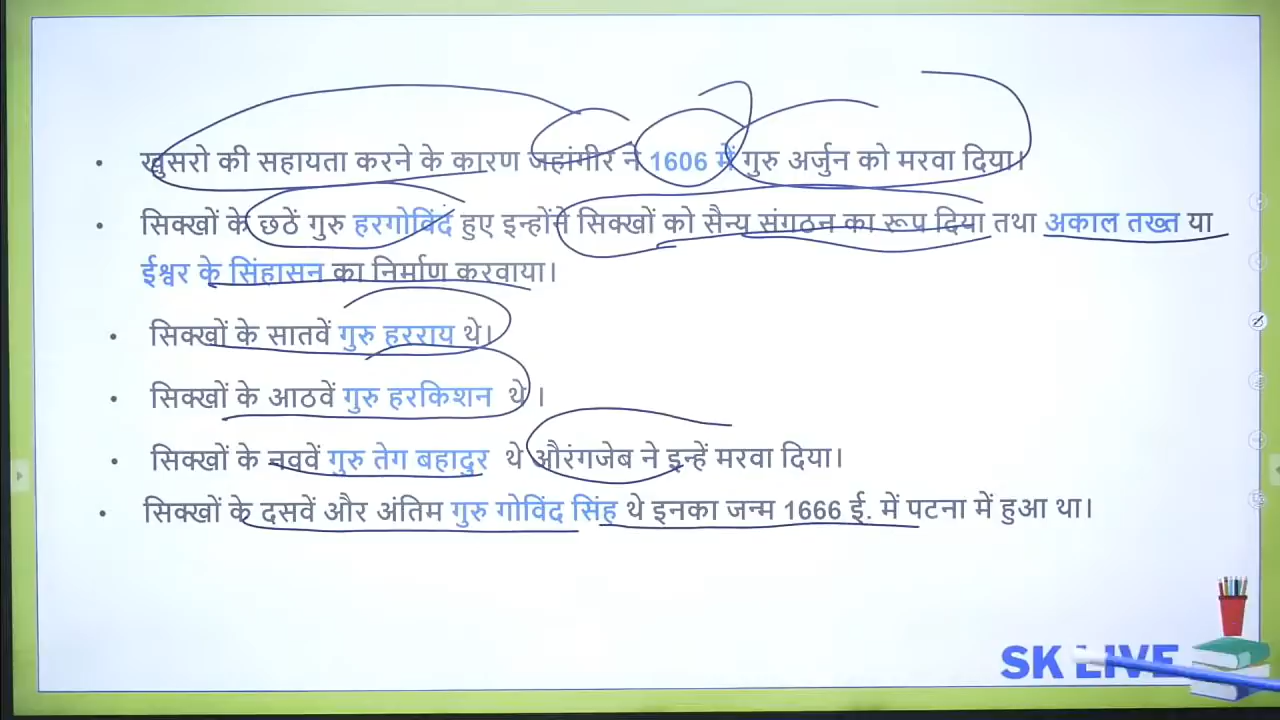 खुसरो की सहायता करने के कारण जहांगीर ने 1606 में गुरु अर्जुन को मरवा दिया।
सिक्खों के छठें गुरु हरगोविंद हुए इन्होंने सिक्खों को सैन्य संगठन का रूप दिया तथा अकाल तख्त या
ईश्वर के सिंहासन का निर्माण करवाया।
सिक्खों के सातवें गुरु हरराय थे।
सिक्खों के आठवें गुरु हरकिशन थे ।
सिक्खों के नववें गुरु तेग बहादुर थे औरंगजेब ने इन्हें मरवा दिया।
सिक्खों के दसवें और अंतिम गुरु गोविंद सिंह थे इनका जन्म 1666 ई. में पटना में हुआ था।
SK LIVE